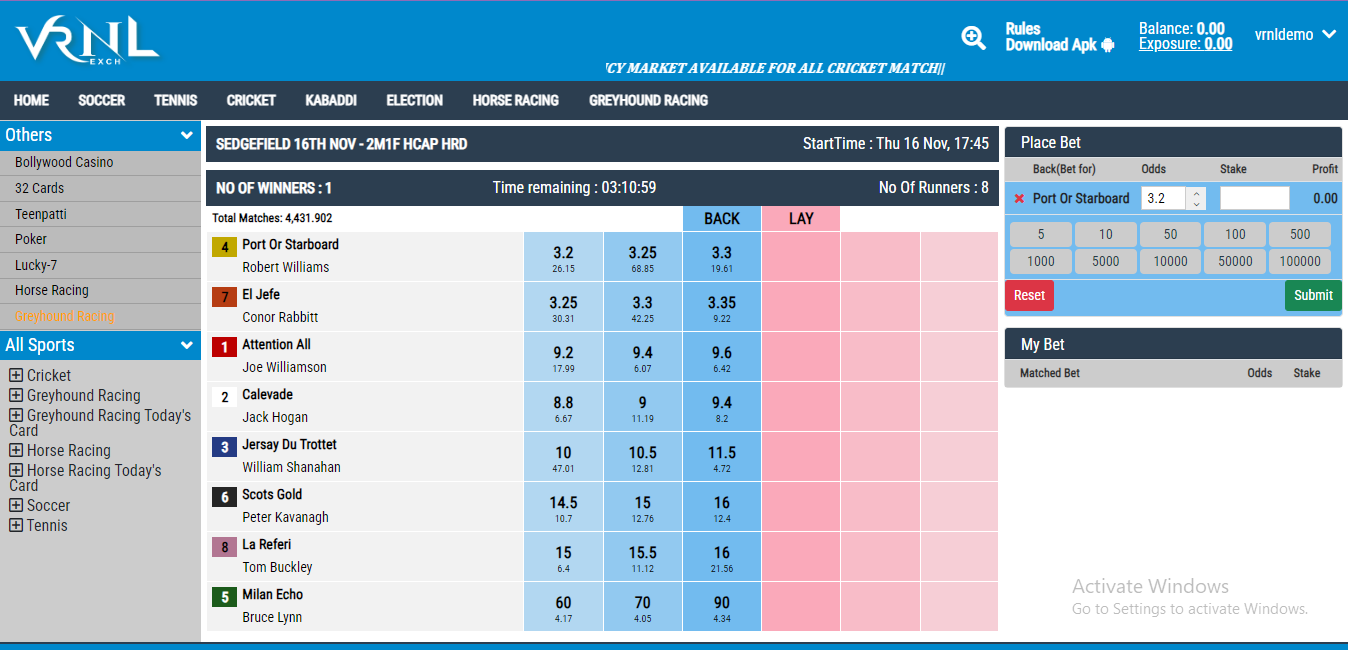 VRNL
EXCH
Rules
Download Apk
Balance: 0.00
Exposure: 0.00
vrnldemo
CY MARKET AVAILABLE FOR ALL CRICKET MATCH||
HOME SOCCER TENNIS CRICKET KABADDI ELECTION HORSE RACING GREYHOUND RACING
Others
Bollywood Casino
32 Cards
Teenpatti
Poker
Lucky-7
Horse Racing
Greyhound Racing
All Sports
Cricket
Greyhound Racing
Greyhound Racing Today's
Card
Horse Racing
Horse Racing Today's
Card
Soccer
Tennis
SEDGEFIELD 16TH NOV - 2M1F HCAP HRD StartTime : Thu 16 Nov, 17:45
NO OF WINNERS : 1 Time remaining : 03:10:59 No Of Runners : 8
Total Matches: 4,431.902 BACK LAY
4 Port Or Starboard 3.2 3.25 3.3
Robert Williams 26.15 68.85 19.61
7 El Jefe 3.25 3.3 3.35
Conor Rabbitt 30.31 42.25 9.22
1 Attention All 9.2 9.4 9.6
Joe Williamson 17.99 6.07 6.42
2 Calevade 8.8 9 9.4
Jack Hogan 6.67 11.19 8.2
3 Jersay Du Trottet 10 10.5 11.5
William Shanahan 47.01 12.81 4.72
6 Scots Gold 14.5 15 16
Peter Kavanagh 10.7 12.76 12.4
8 La Referi 15 15.5 16
Tom Buckley 6.4 11.12 21.56
5 Milan Echo 60 70 90
Bruce Lynn 4.17 4.05 4.34
Place Bet
Back(Bet for) Odds Stake Profit
Port Or Starboard 3.2 0.00
5 10 50 100 500
1000 5000 10000 50000 100000
Reset Submit
My Bet
Matched Bet Odds Stake
Activate Windows
Go to Settings to activate Windows.